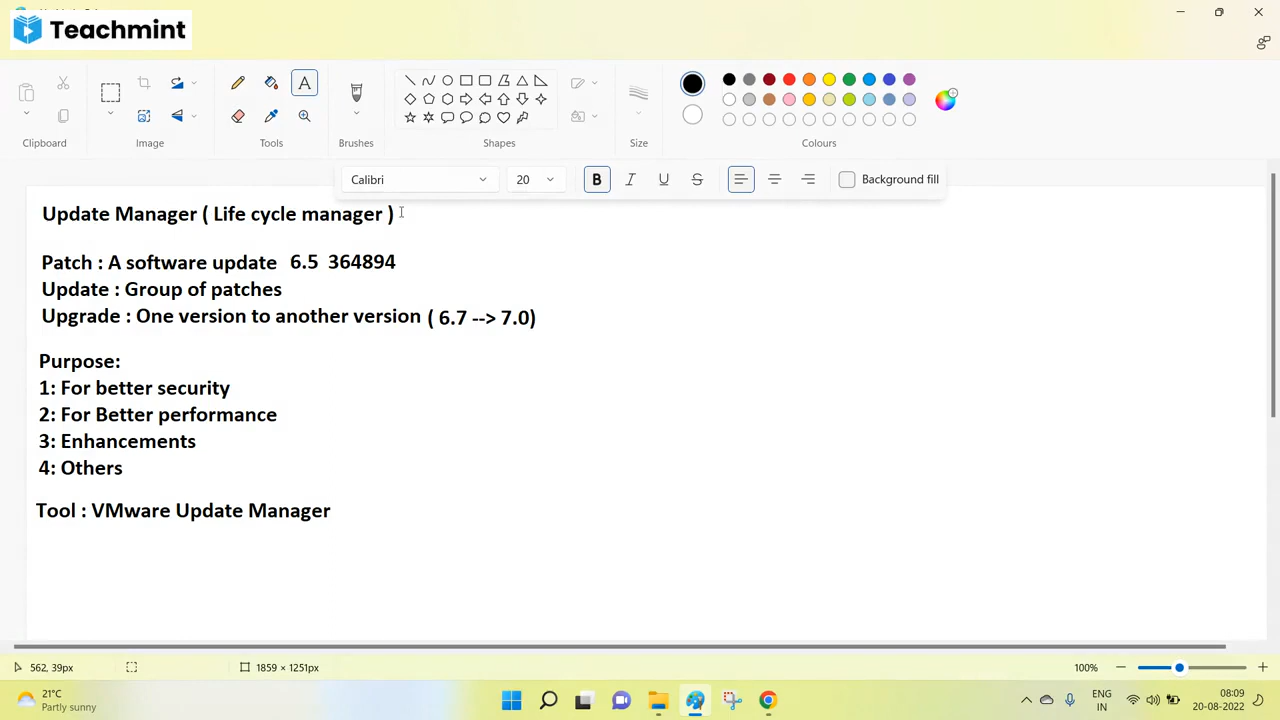 Teachmint
Clipboard
Image
Tools
Brushes
Shapes
Size
Colours
Calibri
20
B
I
U
S
Background fill
Update Manager ( Life cycle manager )
Patch : A software update 6.5 364894
Update : Group of patches
Upgrade : One version to another version ( 6.7 --> 7.0)
Purpose:
1: For better security
2: For Better performance
3: Enhancements
4: Others
Tool : VMware Update Manager
562, 39px
1859 × 1251px
100%
21°C
Partly sunny
ENG
IN
08:09
20-08-2022